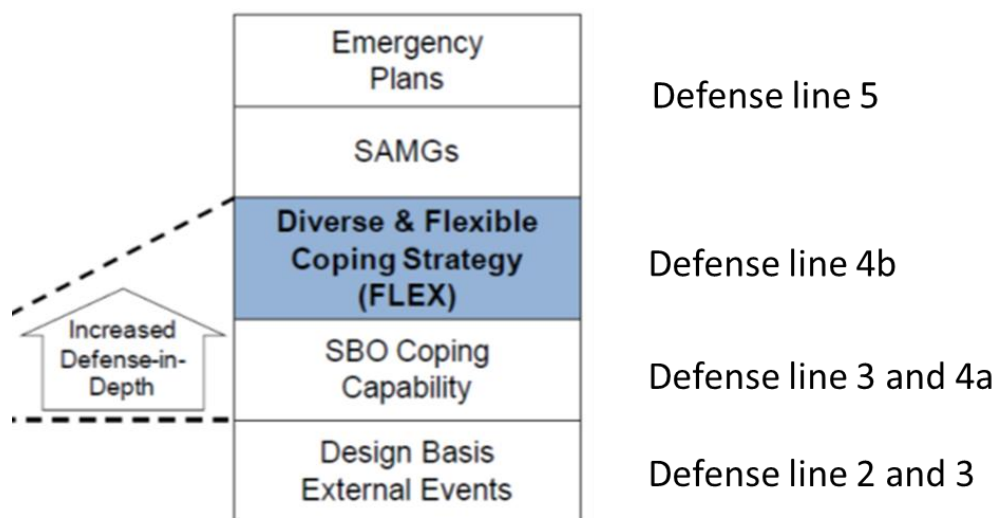 Emergency
Plans
Defense line 5
SAMGs
Diverse & Flexible
Coping Strategy
(FLEX)
Defense line 4b
Increased
Defense-in-
Depth
SBO Coping
Capability
Defense line 3 and 4a
Design Basis
External Events
Defense line 2 and 3